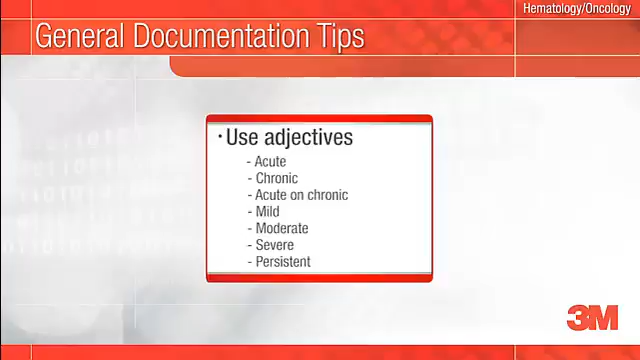 Hematology/Oncology
General Documentation Tips
· Use adjectives
- Acute
- Chronic
- Acute on chronic
- Mild
- Moderate
- Severe
- Persistent
3M